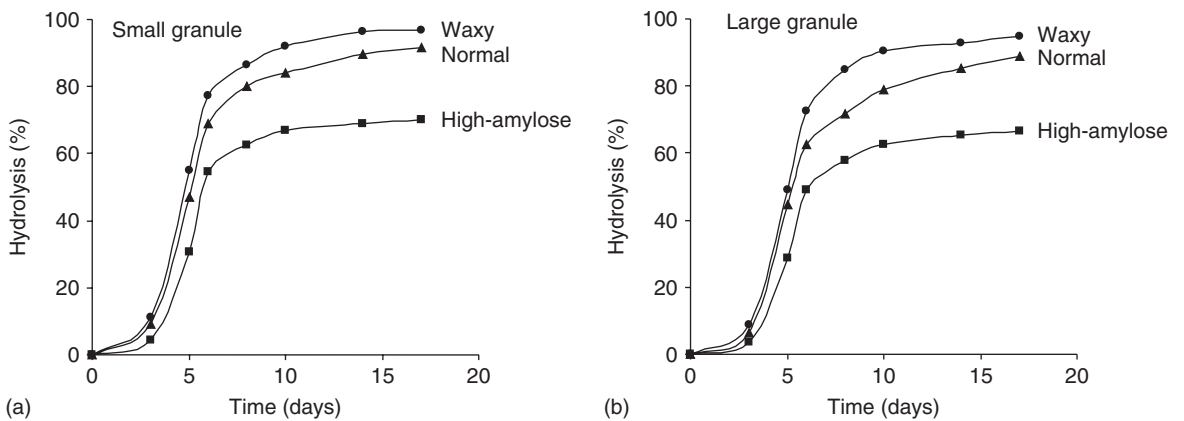 Small granule
Waxy
Normal
High-amylose
Hydrolysis (%)
100
80
60
40
20
0
0 5 10 15 20
Time (days)
(a)
Large granule
Waxy
Normal
High-amylose
Hydrolysis (%)
100
80
60
40
20
0
0 5 10 15 20
Time (days)
(b)